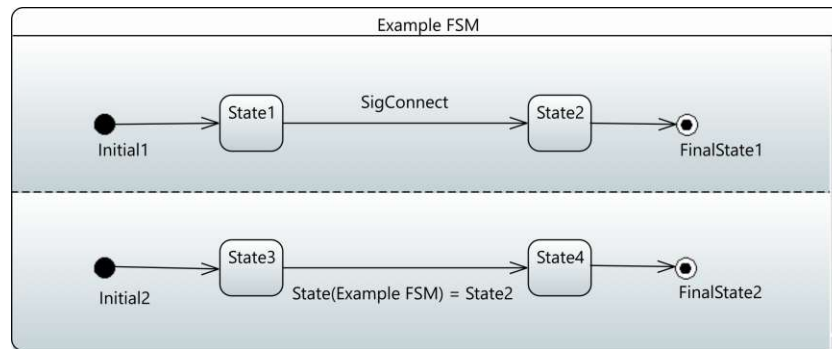 Example FSM
SigConnect
State1
State2
Initial1
FinalState1
State3
State4
Initial2
State(Example FSM) = State2
FinalState2